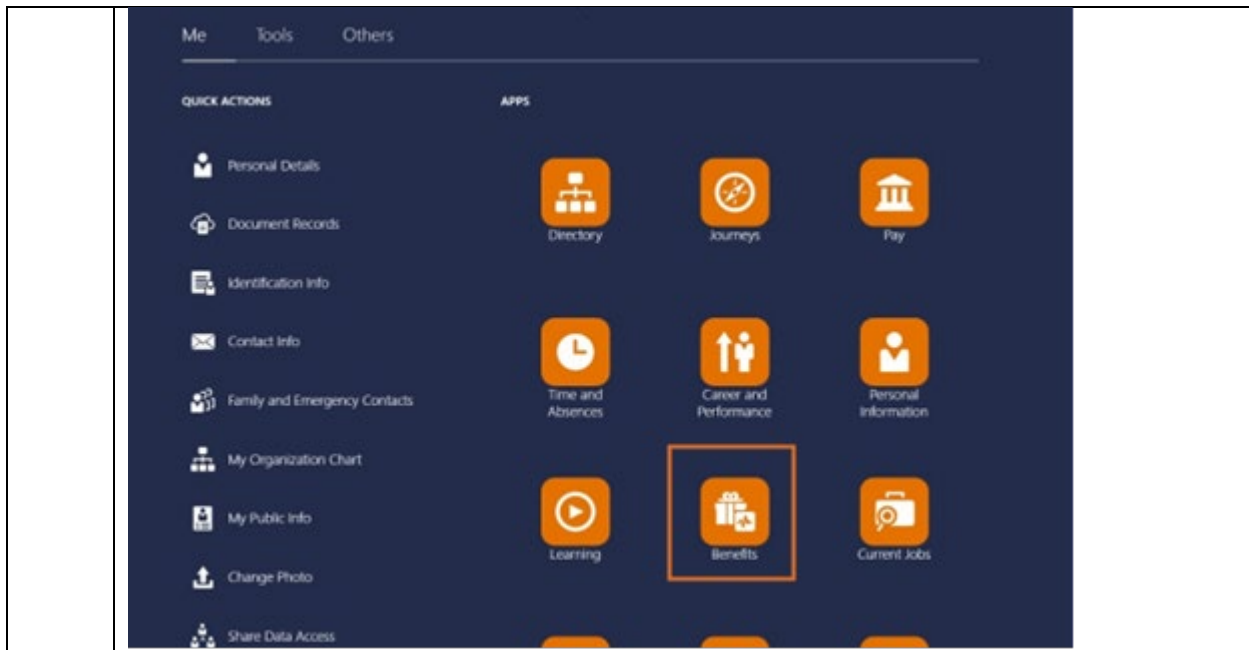 Me Tools Others
QUICK ACTIONS
Personal Details
Document Records
Identification Info
Contact Info
Family and Emergency Contacts
My Organization Chart
My Public Info
Change Photo
Share Data Access
APPS
Directory
Journeys
Pay
Time and
Absences
Career and
Performance
Personal
Information
Learning
Benefits
Current Jobs